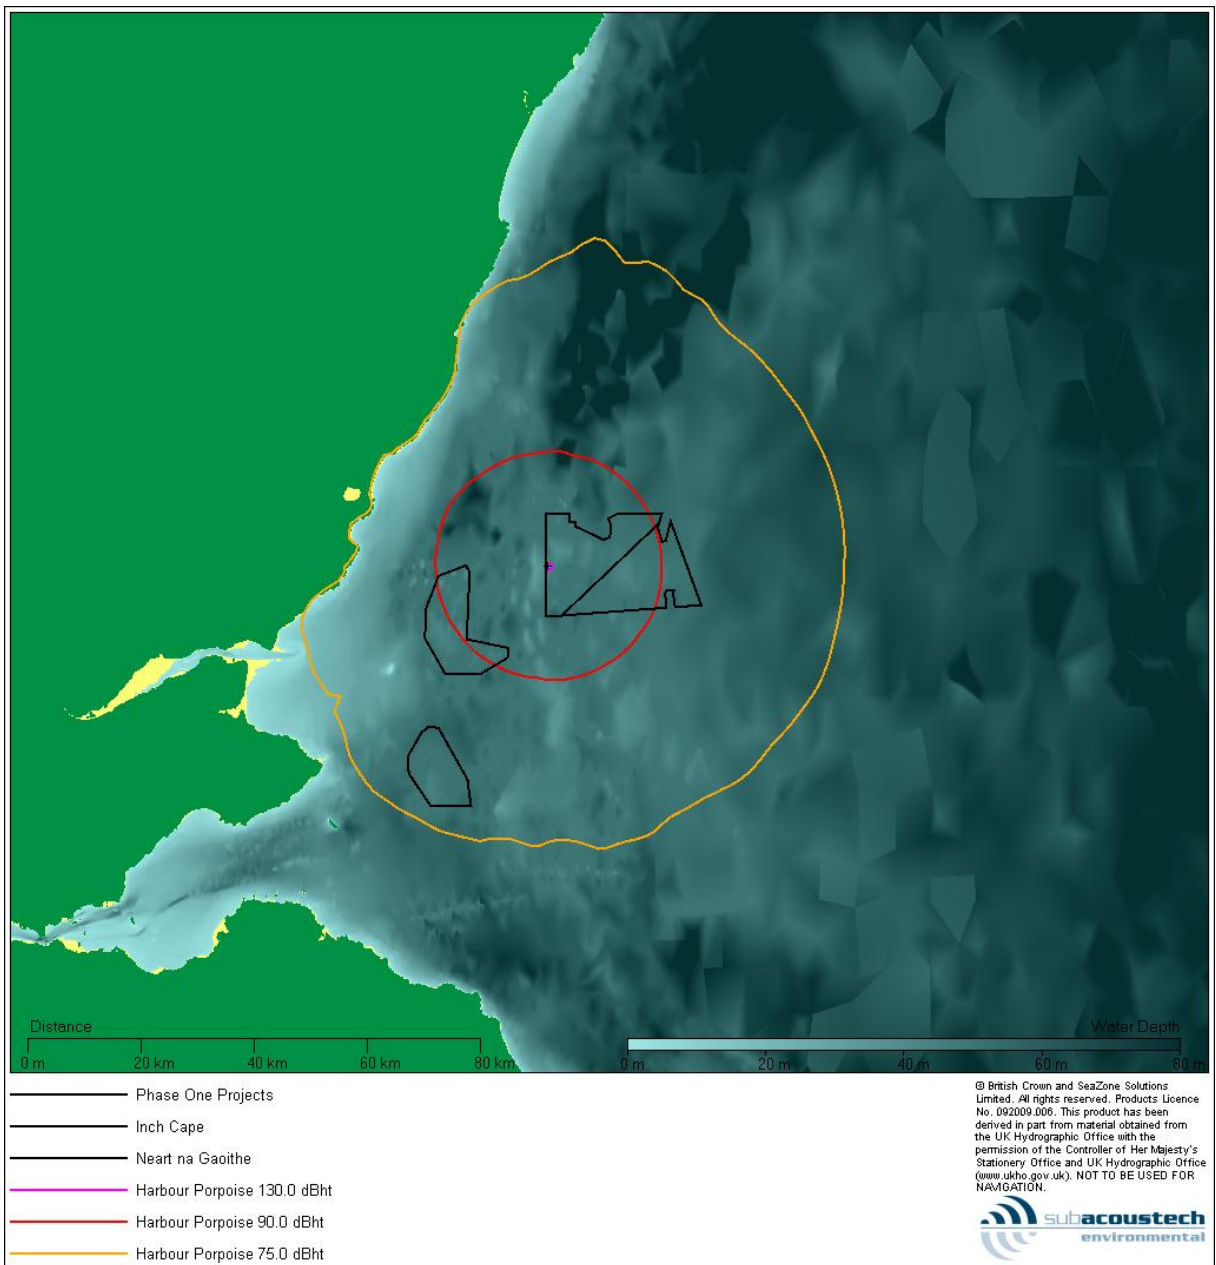 Distance
0 m 20 km 40 km 60 km 80 km
Water Depth
0 m 20 m 40 m 60 m 80 m
Phase One Projects
Inch Cape
Neart na Gaoithe
Harbour Porpoise 130.0 dBht
Harbour Porpoise 90.0 dBht
Harbour Porpoise 75.0 dBht
© British Crown and SeaZone Solutions
Limited. All rights reserved. Products Licence
No. 092009.006. This product has been
derived in part from material obtained from
the UK Hydrographic Office with the
permission of the Controller of Her Majesty's
Stationery Office and UK Hydrographic Office
(www.ukho.gov.uk). NOT TO BE USED FOR
NAVIGATION.
subacoustech
environmental